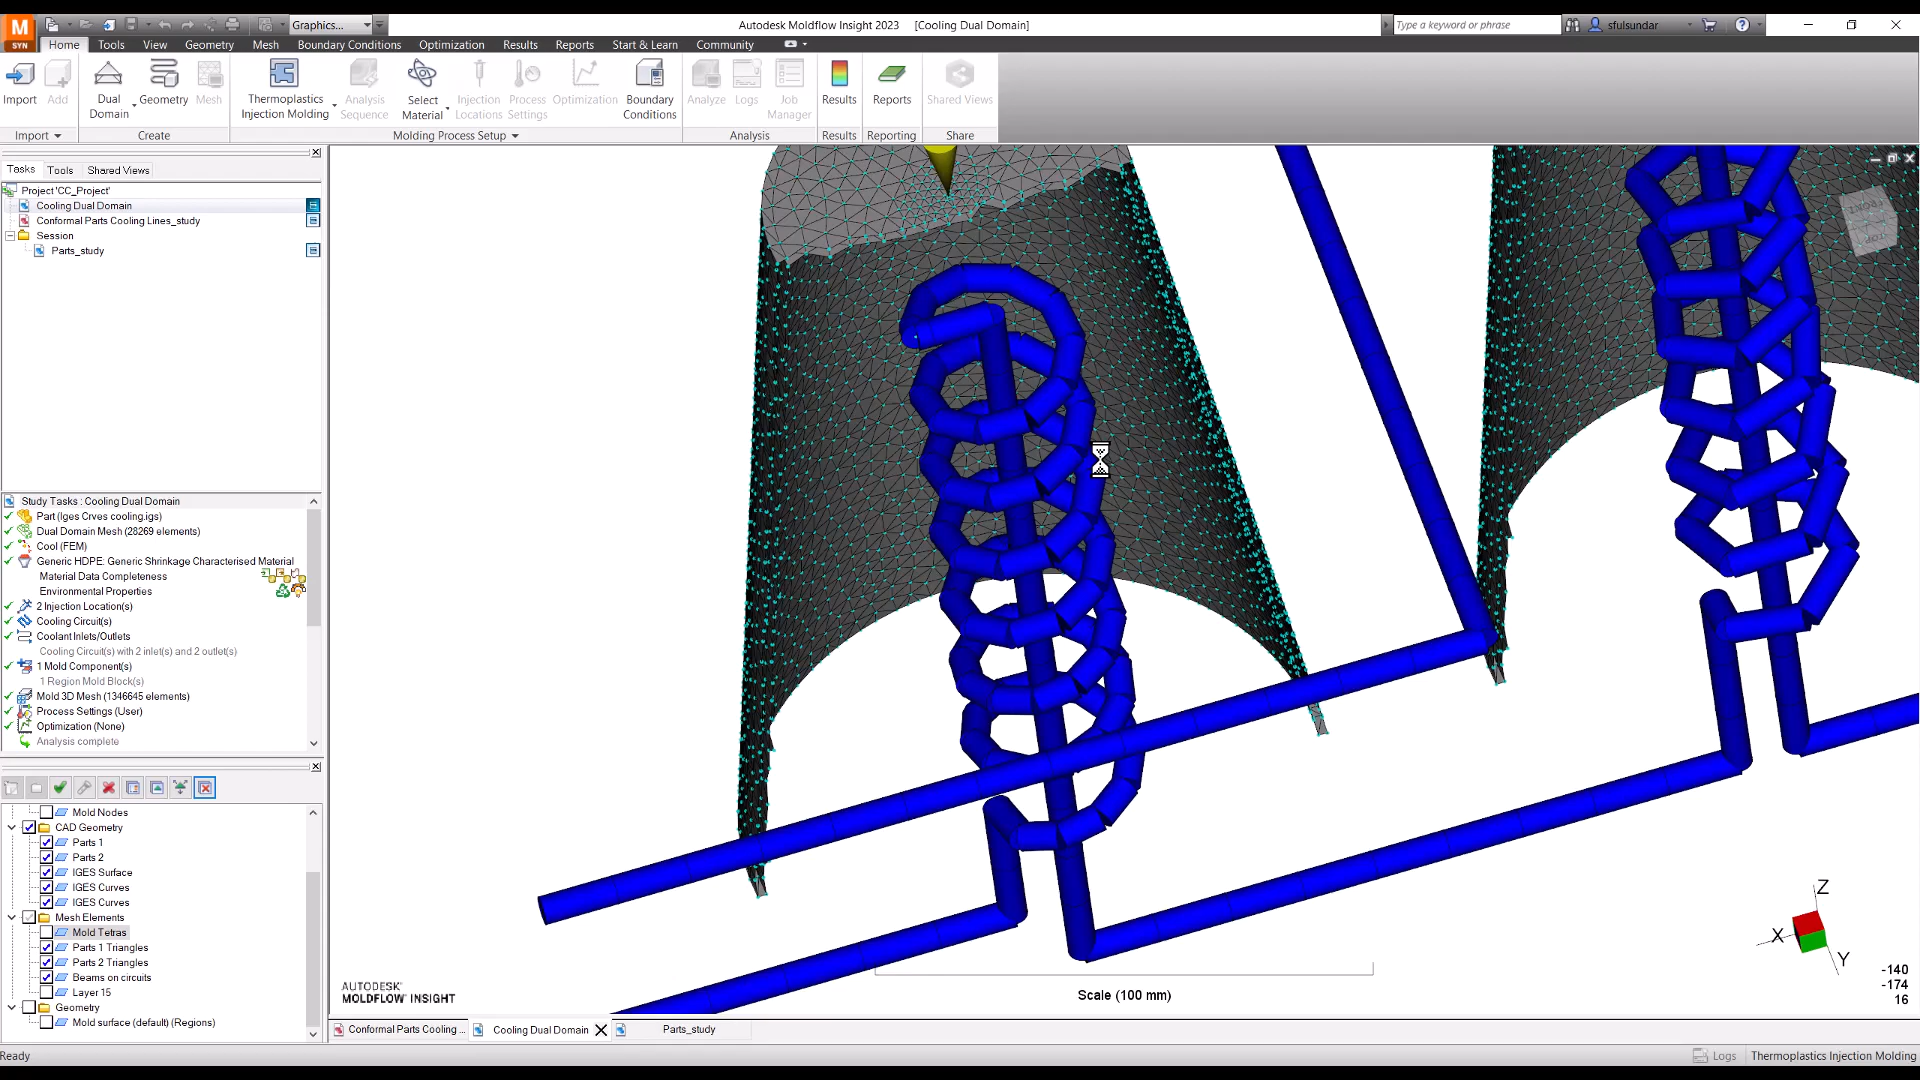 M
SYN
Graphics...
Autodesk Moldflow Insight 2023 [Cooling Dual Domain]
Type a keyword or phrase
sfulsundar
Home
Tools
View
Geometry
Mesh
Boundary Conditions
Optimization
Results
Reports
Start & Learn
Community
Import
Add
Dual
Domain
Geometry
Mesh
Thermoplastics
Injection Molding
Analysis
Sequence
Select
Material
Injection
Locations
Process
Settings
Optimization
Boundary
Conditions
Analyze
Logs
Job
Manager
Results
Reports
Shared Views
Import
Create
Molding Process Setup
Analysis
Results
Reporting
Share
Tasks
Tools
Shared Views
Project 'CC_Project'
Cooling Dual Domain
Conformal Parts Cooling Lines_study
Session
Parts_study
Study Tasks : Cooling Dual Domain
Part (Iges Crves cooling.igs)
Dual Domain Mesh (28269 elements)
Cool (FEM)
Generic HDPE: Generic Shrinkage Characterised Material
Material Data Completeness
Environmental Properties
2 Injection Location(s)
Cooling Circuit(s)
Coolant Inlets/Outlets
Cooling Circuit(s) with 2 inlet(s) and 2 outlet(s)
1 Mold Component(s)
1 Region Mold Block(s)
Mold 3D Mesh (1346645 elements)
Process Settings (User)
Optimization (None)
Analysis complete
Mold Nodes
CAD Geometry
Parts 1
Parts 2
IGES Surface
IGES Curves
IGES Curves
Mesh Elements
Mold Tetras
Parts 1 Triangles
Parts 2 Triangles
Beams on circuits
Layer 15
Geometry
Mold surface (default) (Regions)
FRONT
TOP
AUTODESK®
MOLDFLOW® INSIGHT
Scale (100 mm)
Z
X
Y
-140
-174
16
Conformal Parts Cooling ...
Cooling Dual Domain
Parts_study
Ready
Logs
Thermoplastics Injection Molding